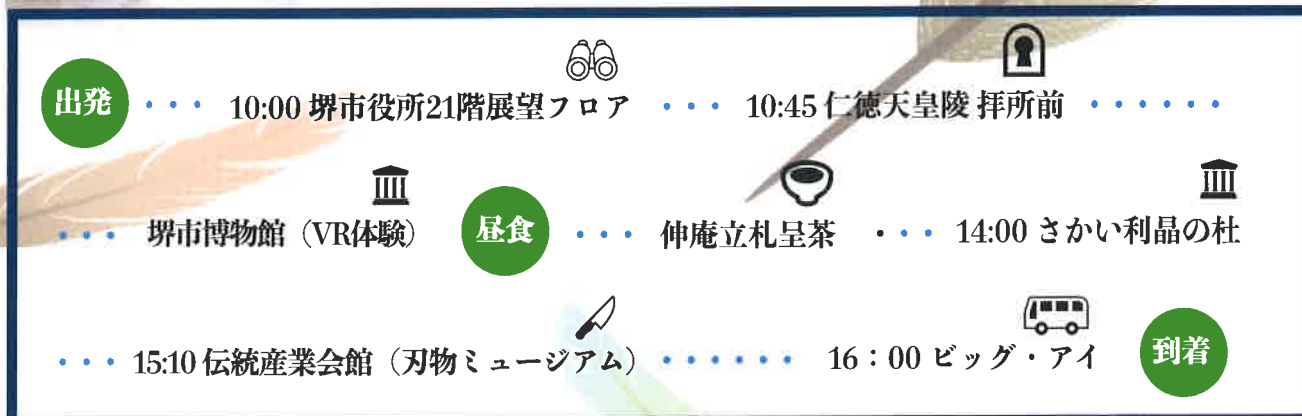 出発 ・・・ 10:00 堺市役所21階展望フロア ・・・ 10:45 仁徳天皇陵 拝所前 ・・・・・・
・・・ 堺市博物館（VR体験） 昼食 ・・・ 伸庵立札呈茶 ・・・ 14:00 さかい利晶の杜
・・・ 15:10 伝統産業会館（刃物ミュージアム） ・・・・・・ 16：00 ビッグ・アイ 到着